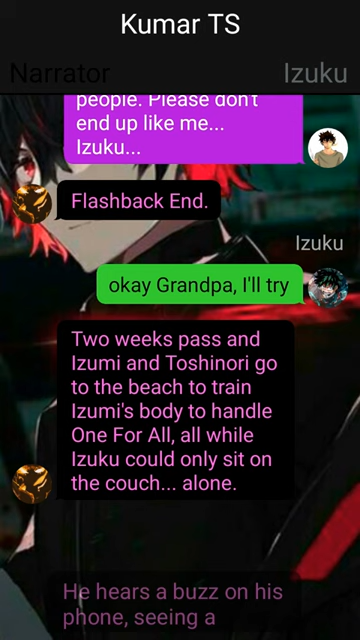 Kumar TS
Narrator
Izuku
people. Please don't
end up like me...
Izuku...
Flashback End.
Izuku
okay Grandpa, I'll try
Two weeks pass and
Izumi and Toshinori go
to the beach to train
Izumi's body to handle
One For All, all while
Izuku could only sit on
the couch... alone.
He hears a buzz on his
phone, seeing a